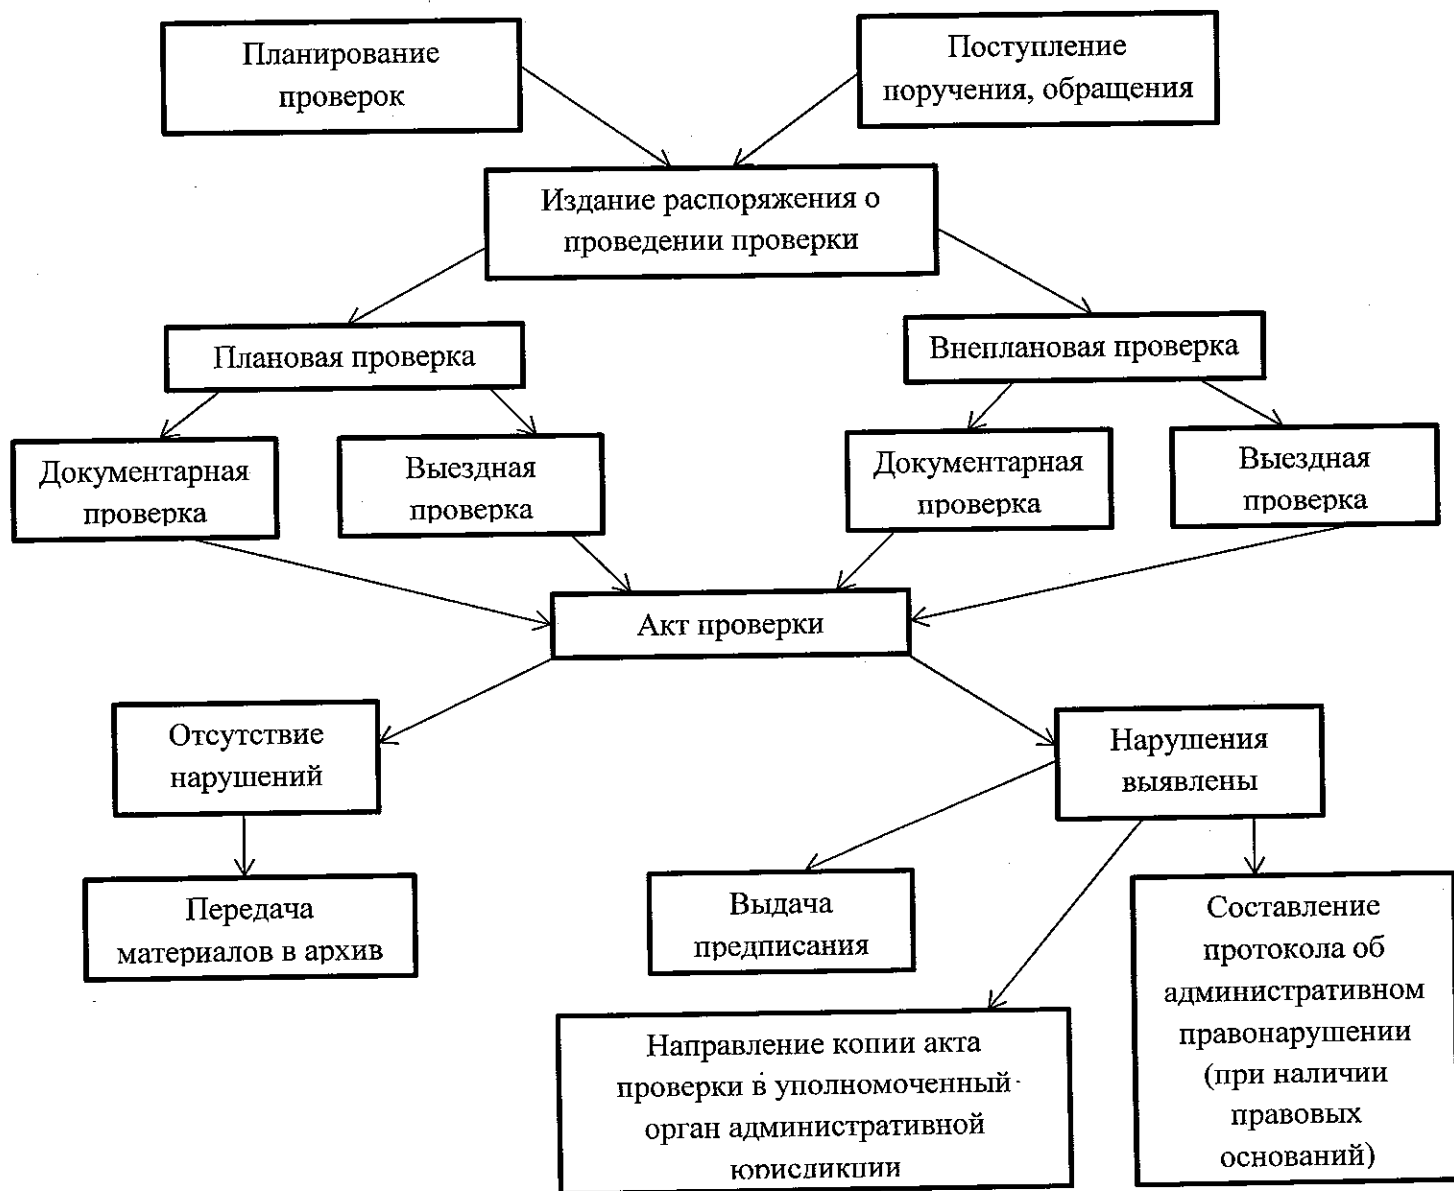 Планирование
проверок
Поступление
поручения, обращения
Издание распоряжения о
проведении проверки
Плановая проверка
Внеплановая проверка
Документарная
проверка
Выездная
проверка
Документарная
проверка
Выездная
проверка
Акт проверки
Отсутствие
нарушений
Нарушения
выявлены
Передача
материалов в архив
Выдача
предписания
Составление
протокола об
административном
правонарушении
(при наличии
правовых
оснований)
Направление копии акта
проверки в уполномоченный
орган административной
юрисдикции